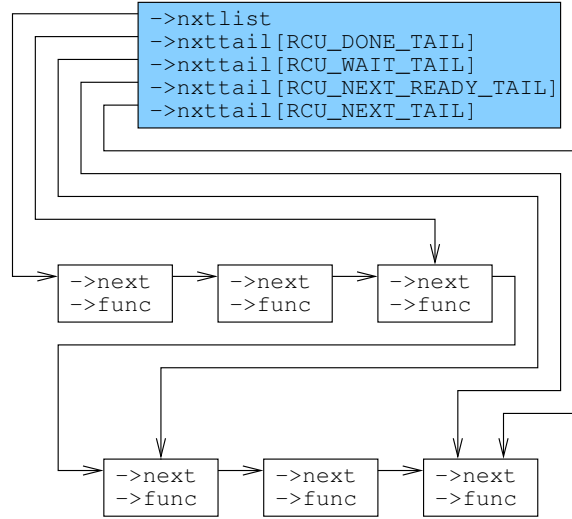 ->nxtlist
->nxttail[RCU_DONE_TAIL]
->nxttail[RCU_WAIT_TAIL]
->nxttail[RCU_NEXT_READY_TAIL]
->nxttail[RCU_NEXT_TAIL]
->next
->func
->next
->func
->next
->func
->next
->func
->next
->func
->next
->func